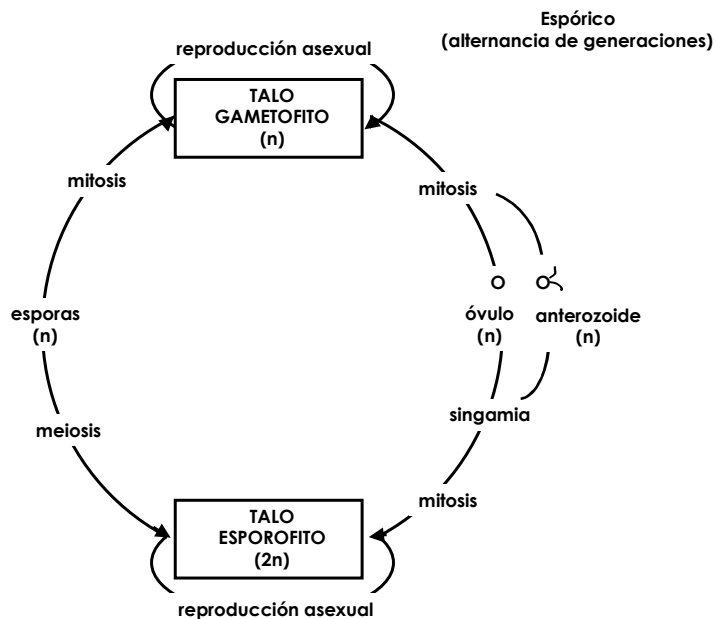 Espórico
(alternancia de generaciones)
reproducción asexual
TALO
GAMETOFITO
(n)
mitosis
mitosis
esporas
(n)
óvulo
(n)
anterozoide
(n)
meiosis
singamia
mitosis
TALO
ESPOROFITO
(2n)
reproducción asexual